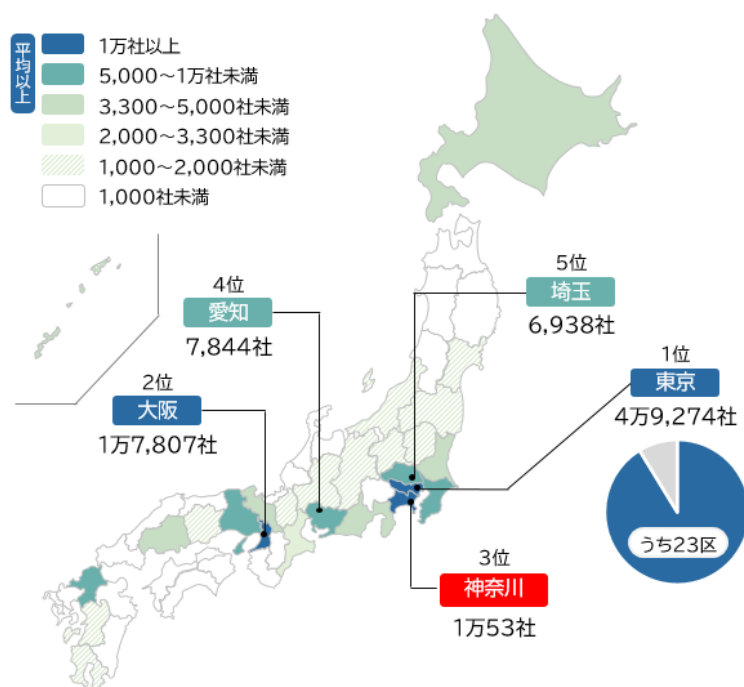 平均以上
1万社以上
5,000～1万社未満
3,300～5,000社未満
2,000～3,300社未満
1,000～2,000社未満
1,000社未満
5位
埼玉
6,938社
4位
愛知
7,844社
1位
東京
4万9,274社
2位
大阪
1万7,807社
うち23区
3位
神奈川
1万53社